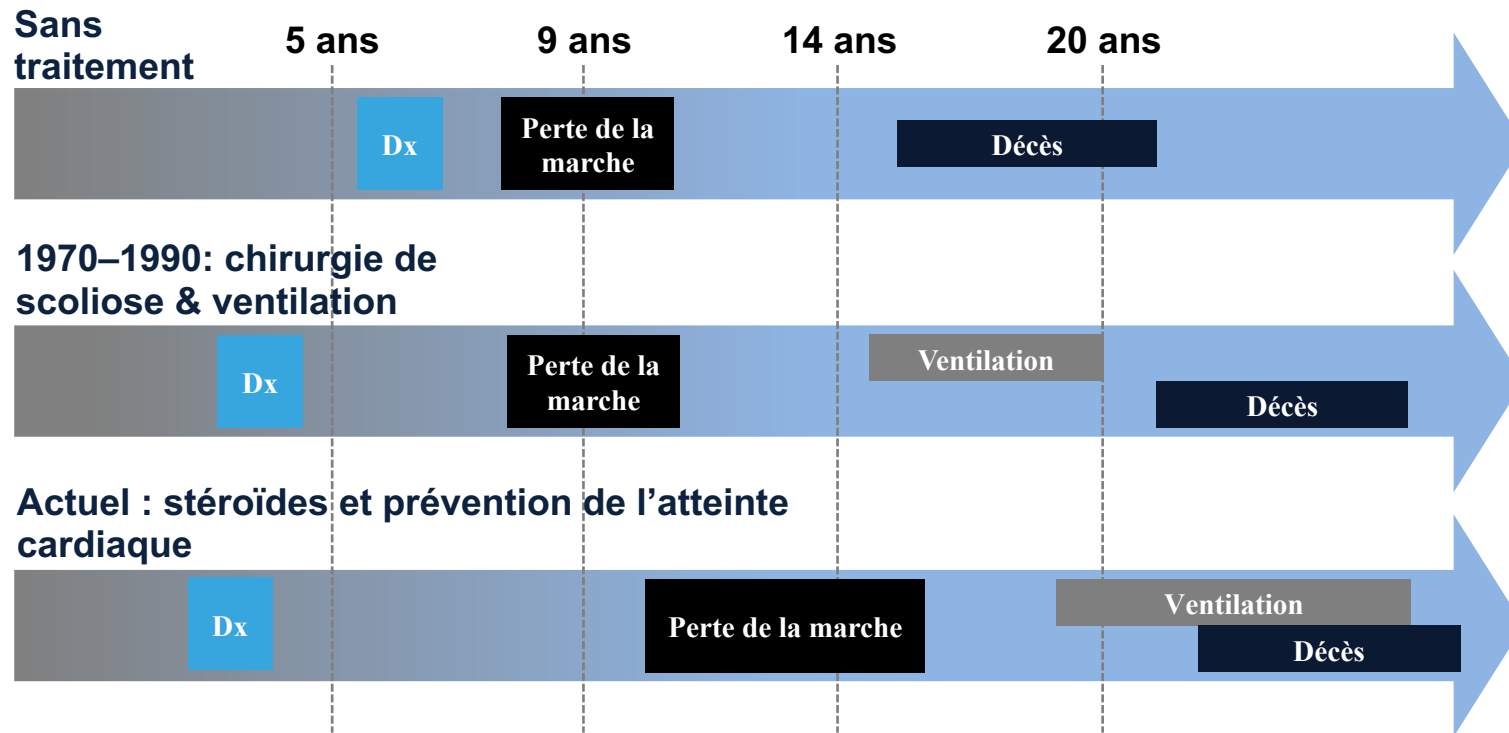 Sans
traitement
5 ans
9 ans
14 ans
20 ans
Dx
Perte de la
marche
Décès
1970–1990: chirurgie de
scoliose & ventilation
Dx
Perte de la
marche
Ventilation
Décès
Actuel : stéroïdes et prévention de l’atteinte
cardiaque
Dx
Perte de la marche
Ventilation
Décès